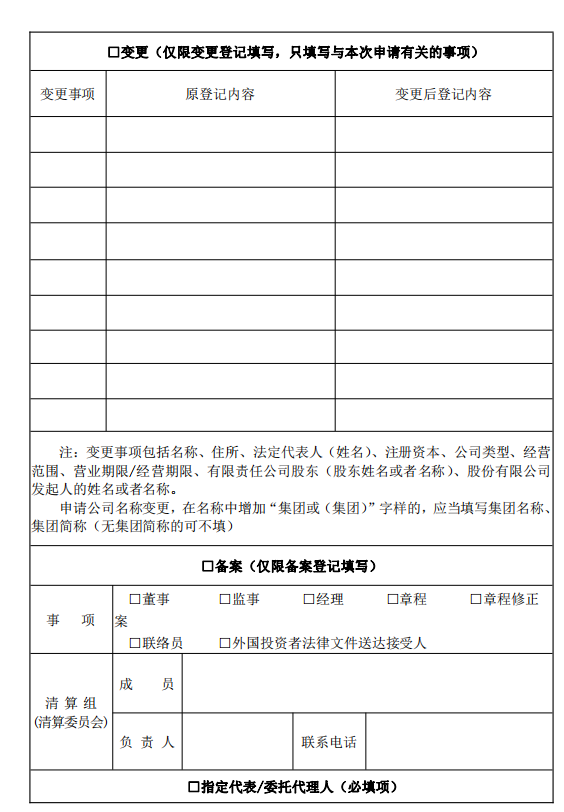 □变更（仅限变更登记填写，只填写与本次申请有关的事项）
变更事项 原登记内容 变更后登记内容
注：变更事项包括名称、住所、法定代表人（姓名）、注册资本、公司类型、经营
范围、营业期限/经营期限、有限责任公司股东（股东姓名或者名称）、股份有限公司
发起人的姓名或者名称。
申请公司名称变更，在名称中增加“集团或（集团）”字样的，应当填写集团名称、
集团简称（无集团简称的可不填）
□备案（仅限备案登记填写）
事 项
□董事 □监事 □经理 □章程 □章程修正
案
□联络员 □外国投资者法律文件送达接受人
清 算 组
(清算委员会)
成 员
负 责 人 联系电话
□指定代表/委托代理人（必填项）